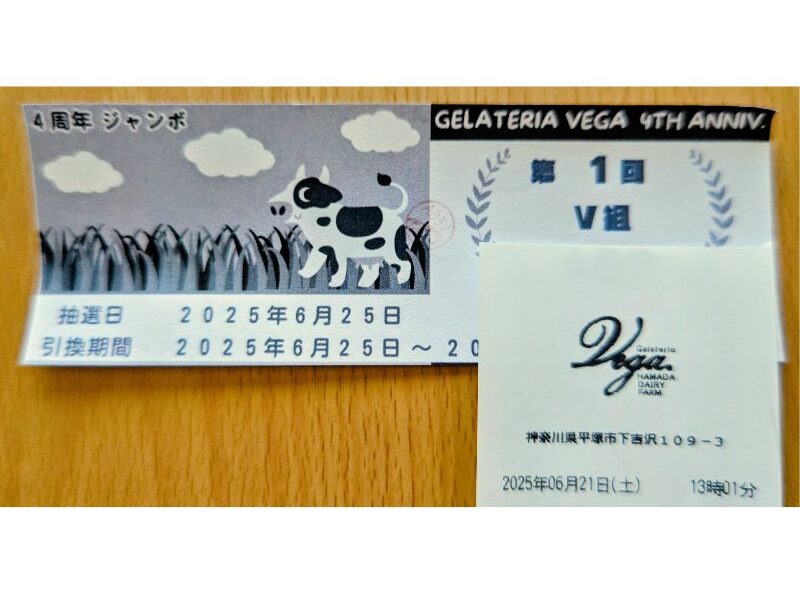 4周年 ジャンボ
GELATERIA VEGA 4TH ANNIV.
第 1回
V組
抽選日 2025年6月25日
引換期間 2025年6月25日～20
Gelateria
Vega.
HAMADA
DAIRY
FARM
神奈川県平塚市下吉沢109-3
2025年06月21日(土) 13時01分